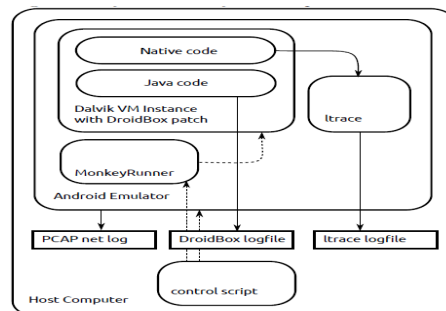 Native code
Java code
Dalvik VM Instance
with DroidBox patch
ltrace
MonkeyRunner
Android Emulator
PCAP net log
DroidBox logfile
ltrace logfile
control script
Host Computer